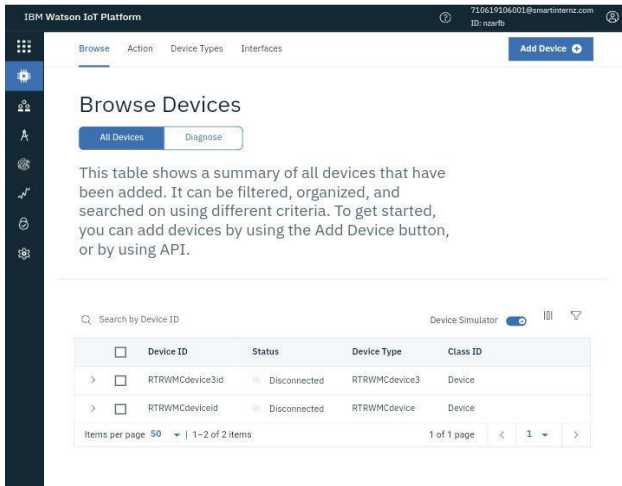 IBM Watson IoT Platform
710619106001@smartinternz.com
ID: nzarfb
Browse Action Device Types Interfaces
Add Device
Browse Devices
All Devices Diagnose
This table shows a summary of all devices that have
been added. It can be filtered, organized, and
searched on using different criteria. To get started,
you can add devices by using the Add Device button,
or by using API.
Search by Device ID
Device Simulator
Device ID Status Device Type Class ID
RTRWMCdevice3id Disconnected RTRWMCdevice3 Device
RTRWMCdeviceid Disconnected RTRWMCdevice Device
Items per page 50 | 1–2 of 2 items
1 of 1 page < 1 >